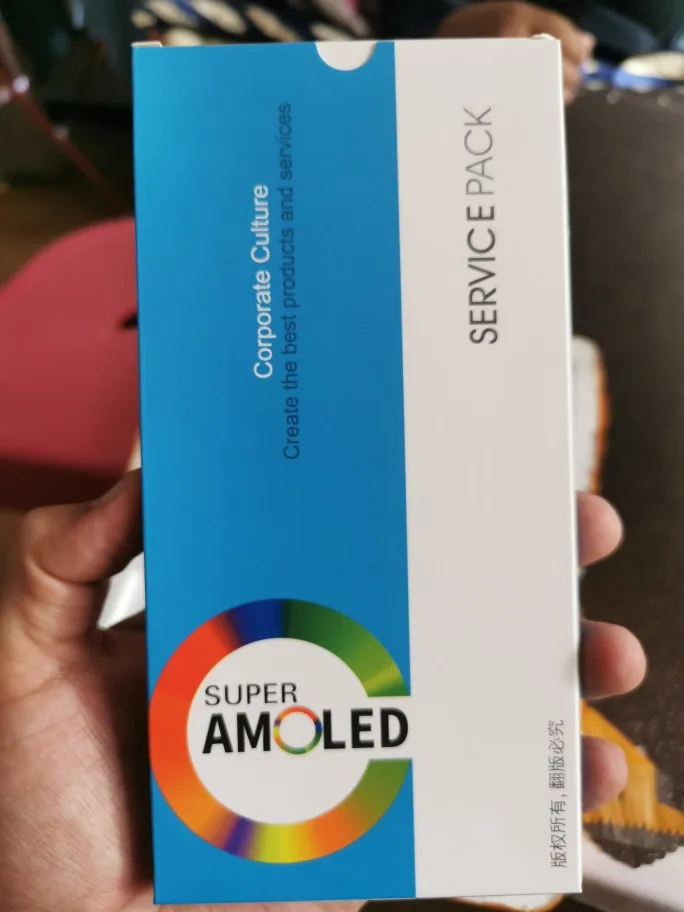 Corporate Culture
Create the best products and services
SERVICE PACK
SUPER
AMOLED
版权所有，翻版必究